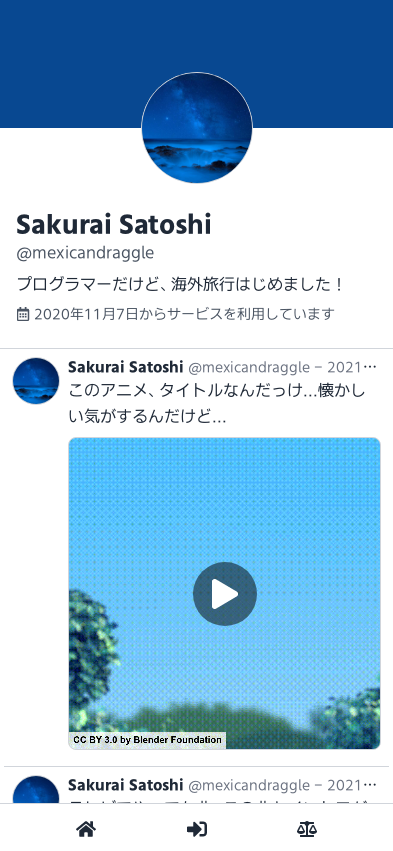 Sakurai Satoshi
@mexicandraggle
プログラマーだけど、海外旅行はじめました！
2020年11月7日からサービスを利用しています
Sakurai Satoshi @mexicandraggle – 2021…
このアニメ、タイトルなんだっけ…懐かし
い気がするんだけど…
CC BY 3.0 by Blender Foundation
Sakurai Satoshi @mexicandraggle – 2021…